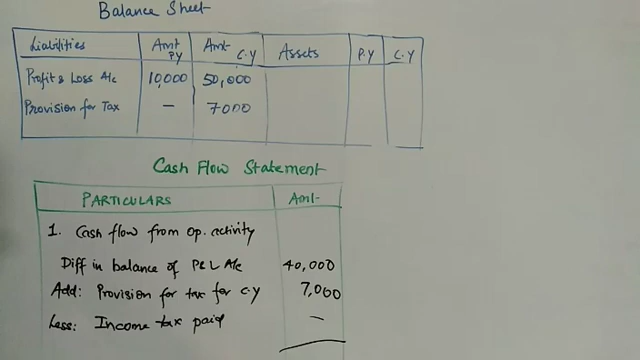 Balance Sheet
Liabilities Amt PY Amt C.Y Assets P.Y C.Y
Profit & Loss A/c 10,000 50,000
Provision for Tax — 7000
Cash Flow Statement
PARTICULARS Amt
1. Cash flow from op. activity
Diff in balance of P&L A/c 40,000
Add: Provision for tax for C.Y 7,000
Less: Income tax paid —